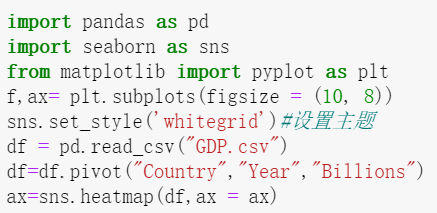 import pandas as pd
import seaborn as sns
from matplotlib import pyplot as plt
f,ax= plt.subplots(figsize = (10, 8))
sns.set_style('whitegrid')#设置主题
df = pd.read_csv("GDP.csv")
df=df.pivot("Country","Year","Billions")
ax=sns.heatmap(df,ax = ax)